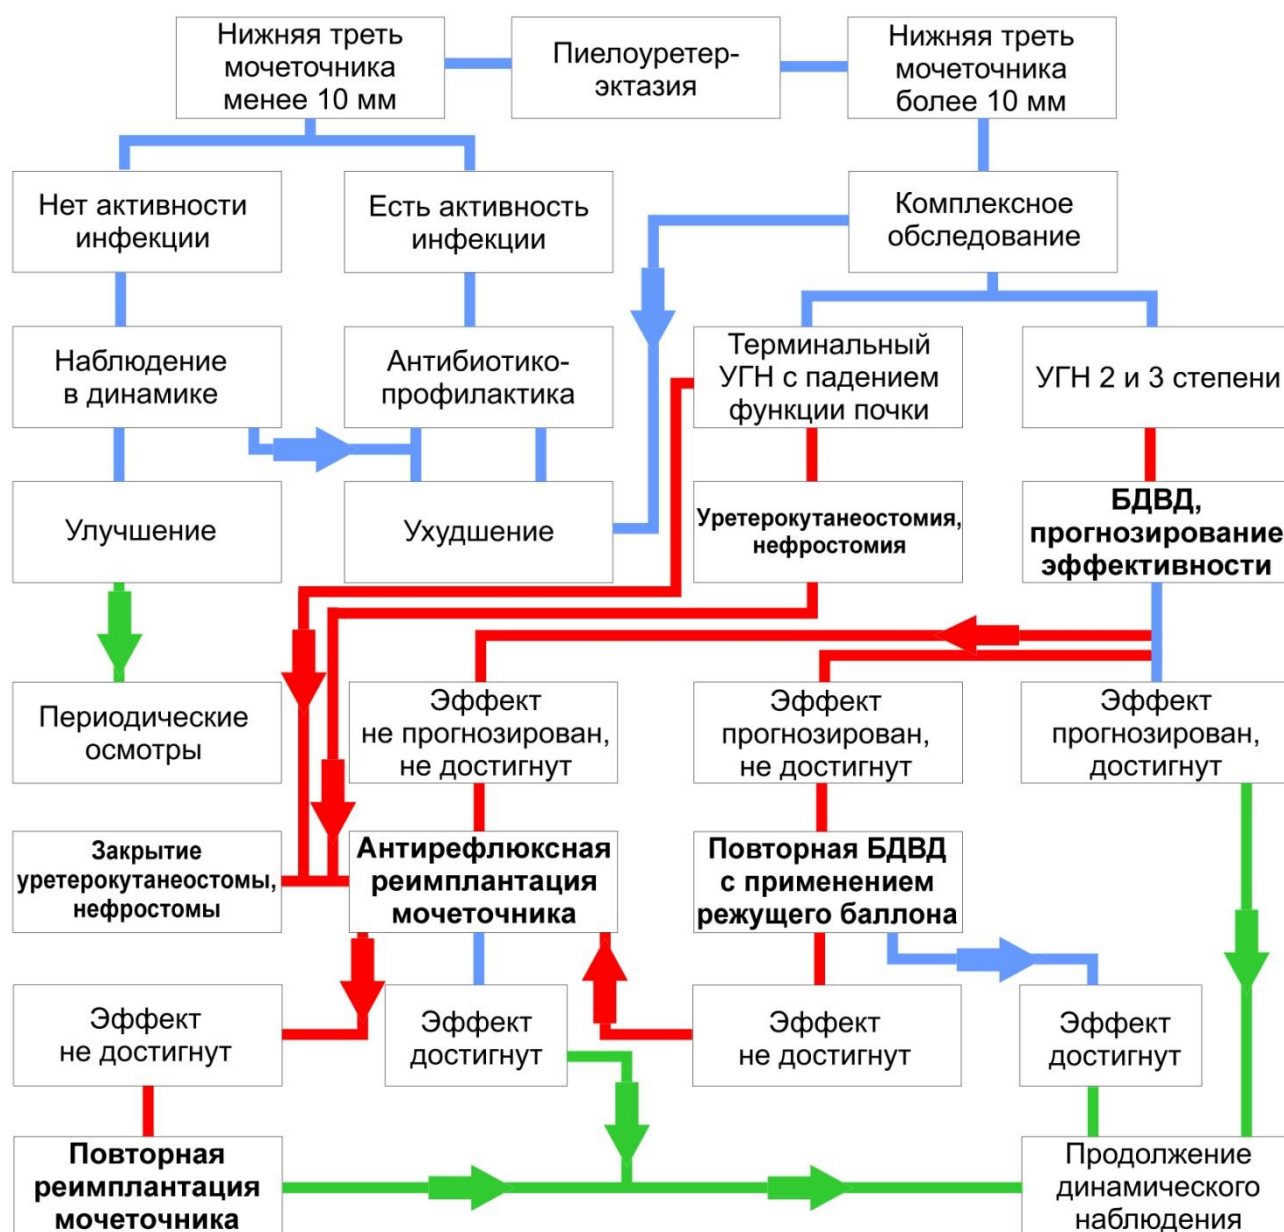 Нижняя треть
мочеточника
менее 10 мм
Пиелоуретер-
эктазия
Нижняя треть
мочеточника
более 10 мм
Нет активности
инфекции
Есть активность
инфекции
Комплексное
обследование
Наблюдение
в динамике
Антибиотико-
профилактика
Терминальный
УГН с падением
функции почки
УГН 2 и 3 степени
Улучшение
Ухудшение
Уретерокутанеостомия,
нефростомия
БДВД,
прогнозирование
эффективности
Периодические
осмотры
Эффект
не прогнозирован,
не достигнут
Эффект
прогнозирован,
не достигнут
Эффект
прогнозирован,
достигнут
Закрытие
уретерокутанеостомы,
нефростомы
Антирефлюксная
реимплантация
мочеточника
Повторная БДВД
с применением
режущего баллона
Эффект
не достигнут
Эффект
достигнут
Эффект
не достигнут
Эффект
достигнут
Повторная
реимплантация
мочеточника
Продолжение
динамического
наблюдения